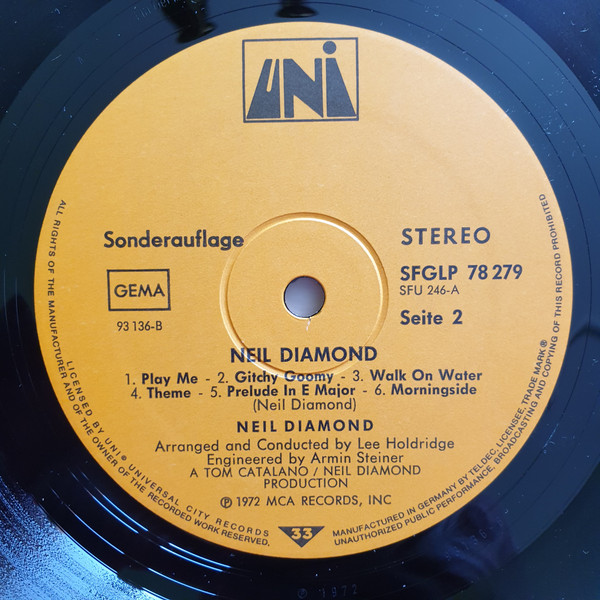 UNI
Sonderauflage
STEREO
GEMA
SFGLP 78 279
SFU 246-A
93 136-B
Seite 2
NEIL DIAMOND
1. Play Me - 2. Gitchy Goomy - 3. Walk On Water
4. Theme - 5. Prelude In E Major - 6. Morningside
(Neil Diamond)
NEIL DIAMOND
Arranged and Conducted by Lee Holdridge
Engineered by Armin Steiner
A TOM CATALANO / NEIL DIAMOND
PRODUCTION
Ⓟ 1972 MCA RECORDS, INC
33
ALL RIGHTS OF THE MANUFACTURER AND OF THE OWNER OF THE RECORDED WORK RESERVED.
LICENSED BY UNI® UNIVERSAL CITY RECORDS
MANUFACTURED IN GERMANY BY TELDEC, LICENSEE, TRADE MARK®
UNAUTHORIZED PUBLIC PERFORMANCE, BROADCASTING AND COPYING OF THIS RECORD PROHIBITED
© 1972